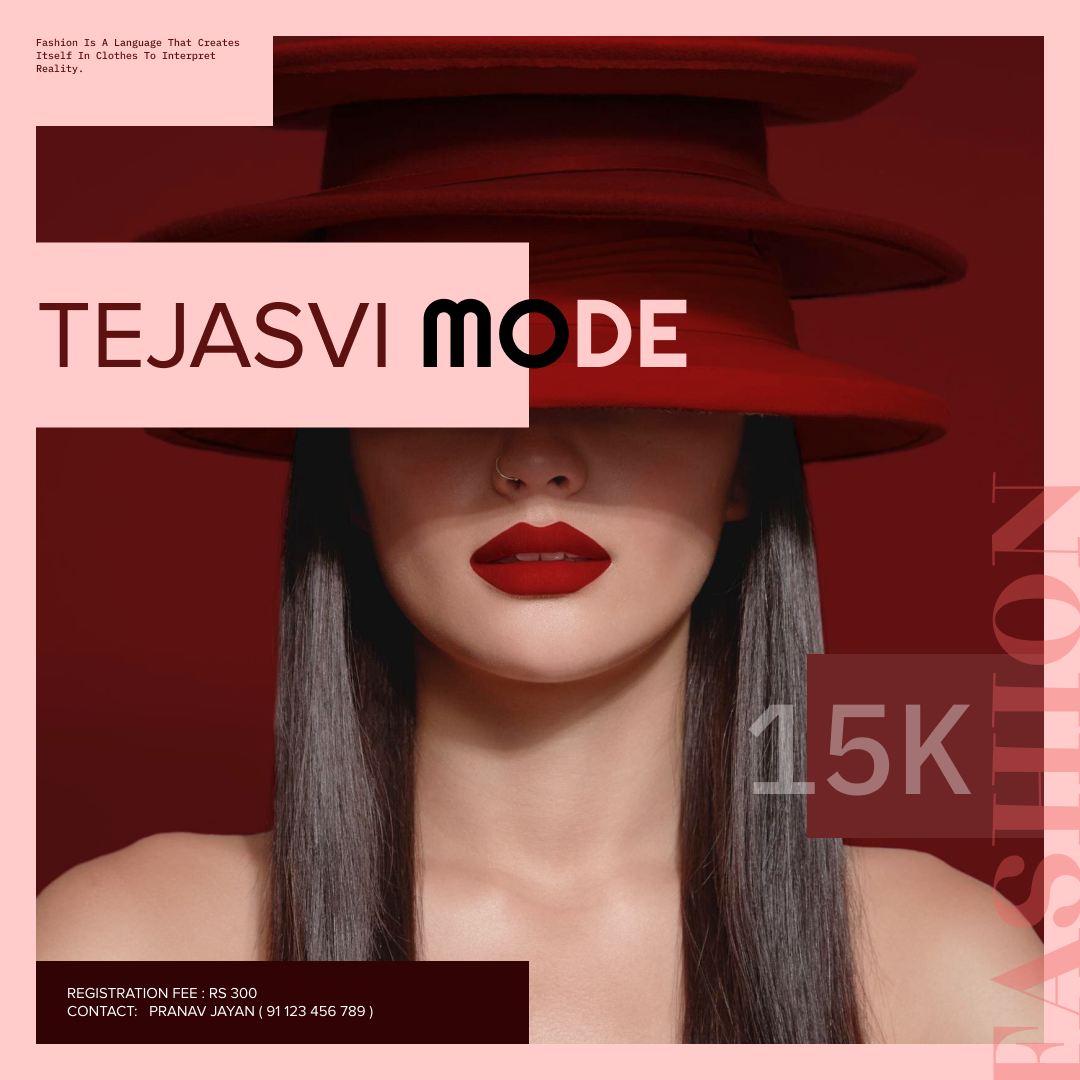 Fashion Is A Language That Creates
Itself In Clothes To Interpret
Reality.
TEJASVI MODE
FASHION
15K
REGISTRATION FEE : RS 300
CONTACT: PRANAV JAYAN ( 91 123 456 789 )